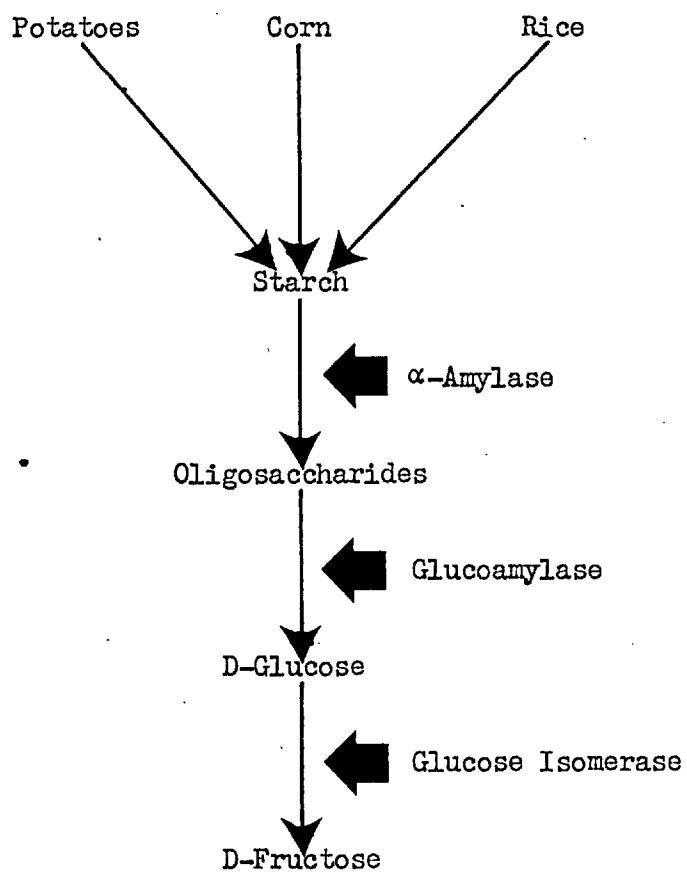 Potatoes Corn Rice
Starch
α-Amylase
Oligosaccharides
Glucoamylase
D-Glucose
Glucose Isomerase
D-Fructose